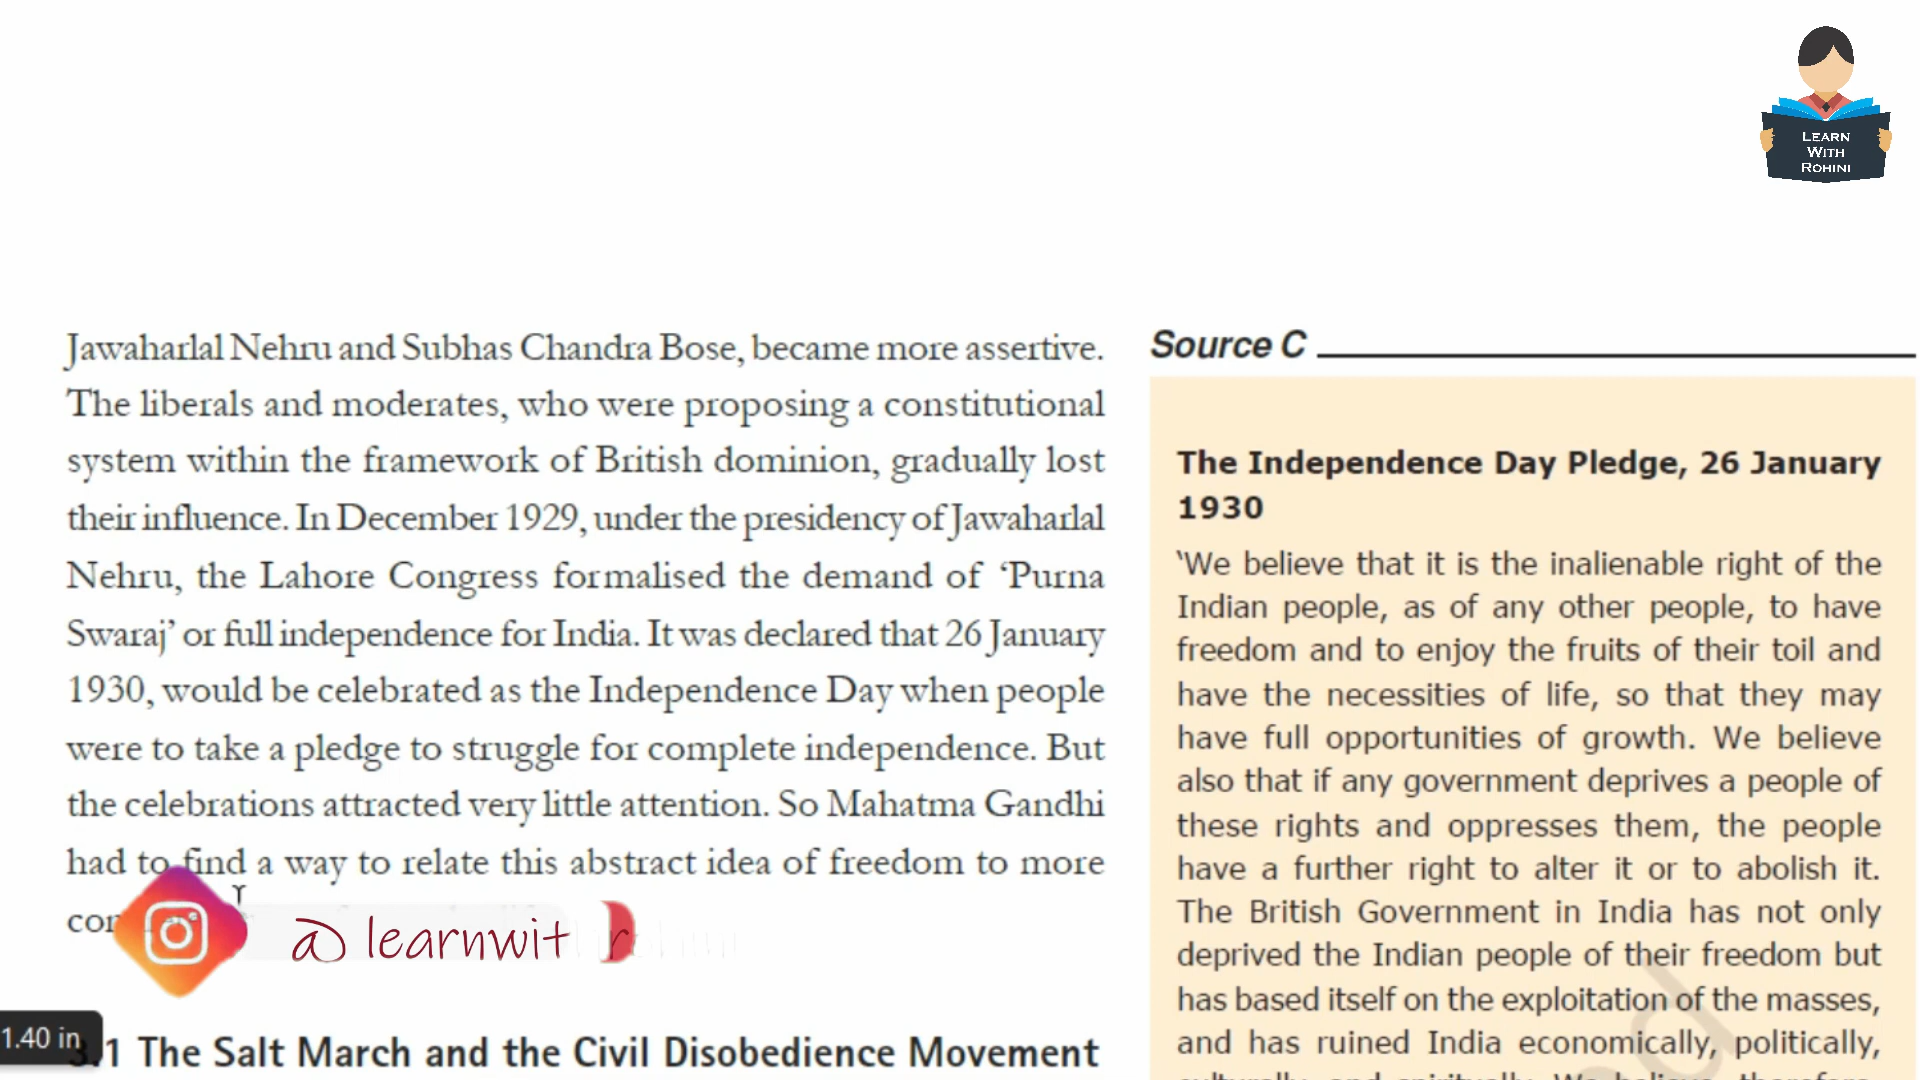 LEARN
WITH
ROHINI
Jawaharlal Nehru and Subhas Chandra Bose, became more assertive.
The liberals and moderates, who were proposing a constitutional
system within the framework of British dominion, gradually lost
their influence. In December 1929, under the presidency of Jawaharlal
Nehru, the Lahore Congress formalised the demand of ‘Purna
Swaraj’ or full independence for India. It was declared that 26 January
1930, would be celebrated as the Independence Day when people
were to take a pledge to struggle for complete independence. But
the celebrations attracted very little attention. So Mahatma Gandhi
had to find a way to relate this abstract idea of freedom to more
@ learnwit
1.40 in
3.1 The Salt March and the Civil Disobedience Movement
Source C
The Independence Day Pledge, 26 January
1930
‘We believe that it is the inalienable right of the
Indian people, as of any other people, to have
freedom and to enjoy the fruits of their toil and
have the necessities of life, so that they may
have full opportunities of growth. We believe
also that if any government deprives a people of
these rights and oppresses them, the people
have a further right to alter it or to abolish it.
The British Government in India has not only
deprived the Indian people of their freedom but
has based itself on the exploitation of the masses,
and has ruined India economically, politically,